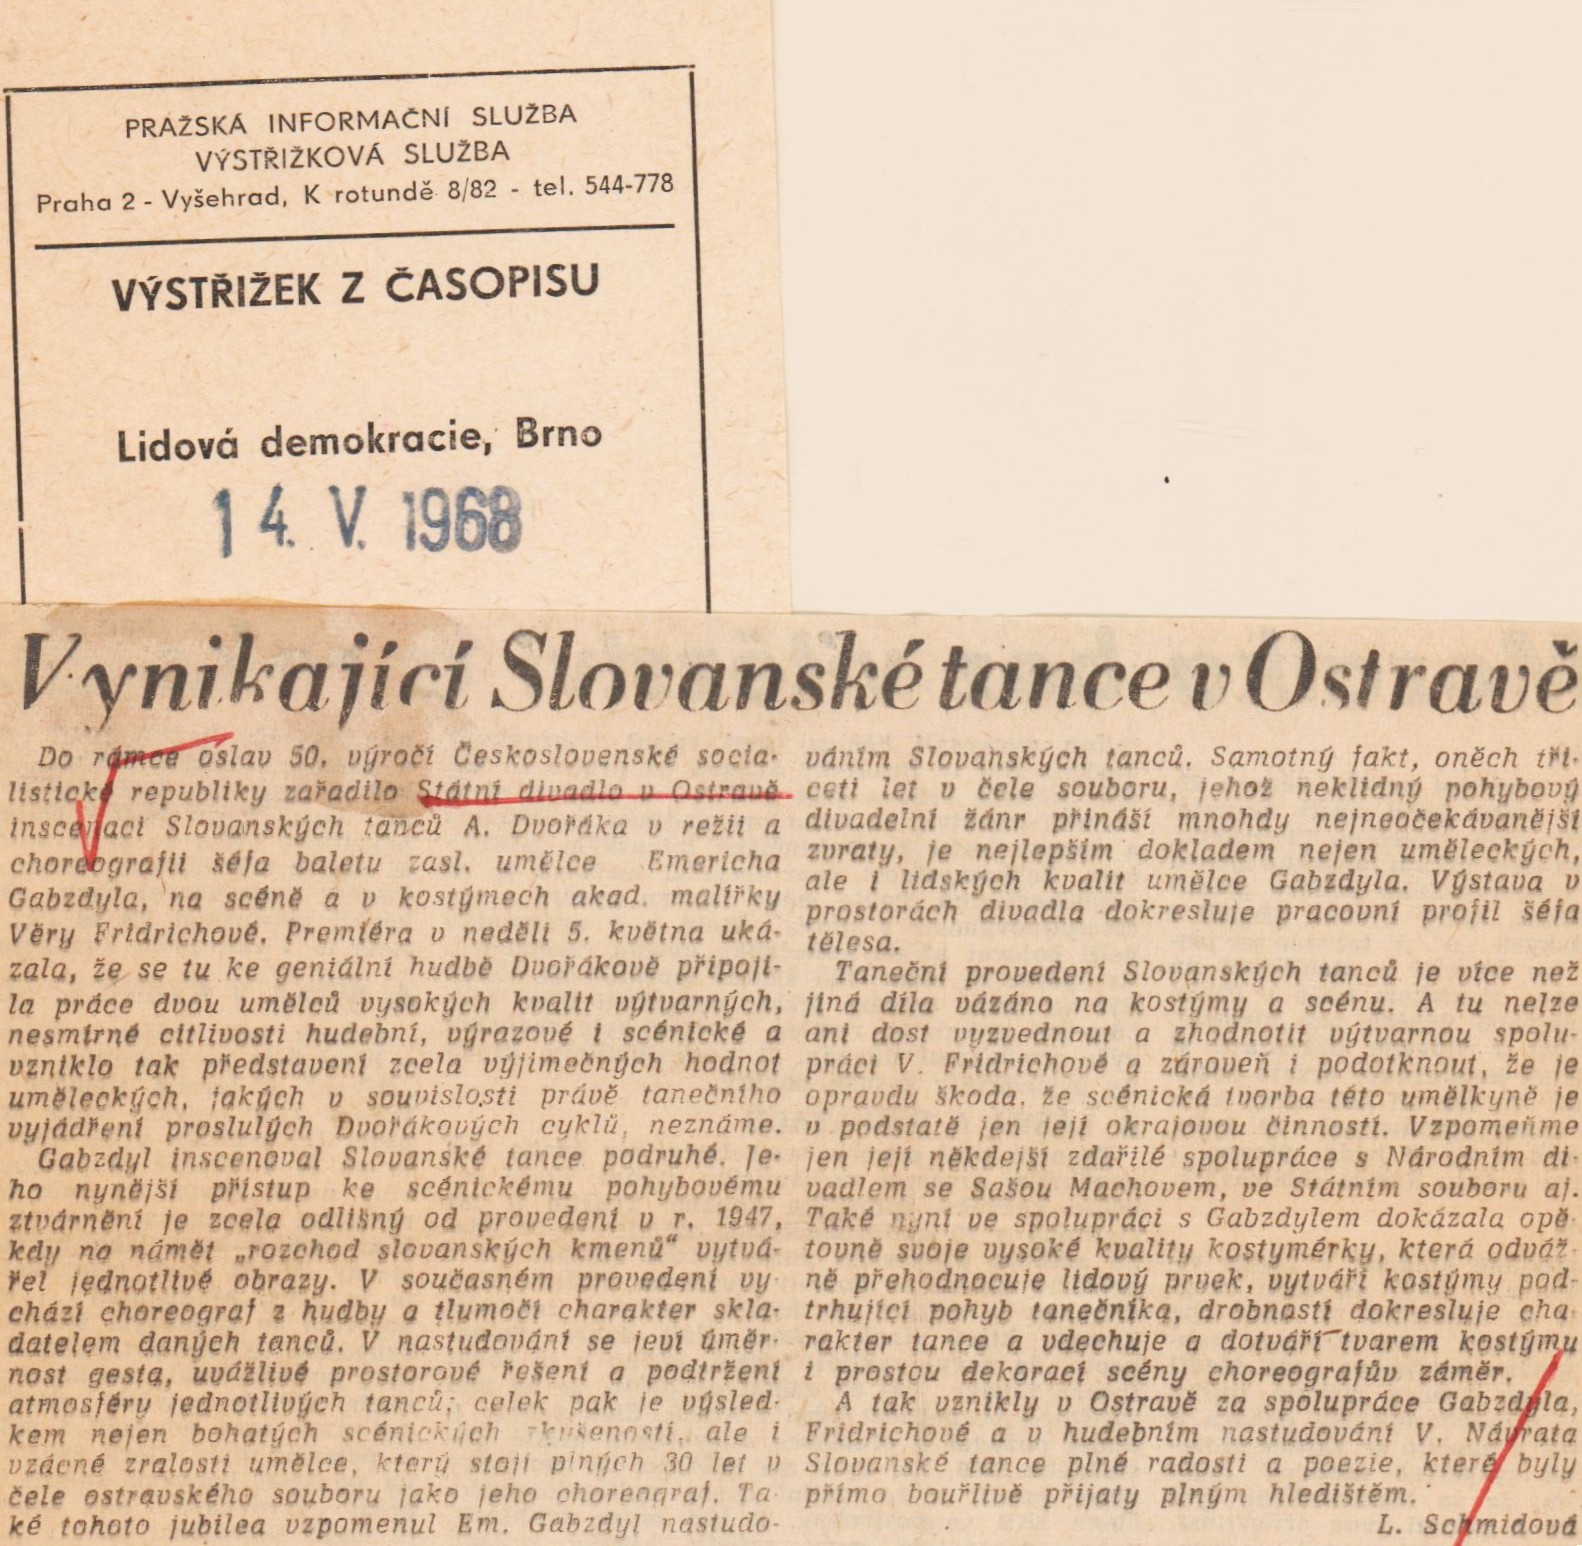 PRAŽSKÁ INFORMAČNÍ SLUŽBA
VÝSTŘIŽKOVÁ SLUŽBA
Praha 2 - Vyšehrad, K rotundě 8/82 - tel. 544-778
VÝSTŘIŽEK Z ČASOPISU
Lidová demokracie, Brno
14. V. 1968
Vynikající Slovanské tance v Ostravě
Do rámce oslav 50. výročí Československé socia-
listické republiky zařadilo Státní divadlo v Ostravě
inscenaci Slovanských tanců A. Dvořáka v režii a
choreografii šéfa baletu zasl. umělce Emericha
Gabzdyla, na scéně a v kostýmech akad. malířky
Věry Fridrichové. Premiéra v neděli 5. května uká-
zala, že se tu ke geniální hudbě Dvořákově připoji-
la práce dvou umělců vysokých kvalit výtvarných,
nesmírné citlivosti hudební, výrazové i scénické a
vzniklo tak představení zcela výjimečných hodnot
uměleckých, jakých v souvislosti právě tanečního
vyjádření proslulých Dvořákových cyklů, neznáme.
Gabzdyl inscenoval Slovanské tance podruhé. Je-
ho nynější přístup ke scénickému pohybovému
ztvárnění je zcela odlišný od provedení v r. 1947,
kdy na námět „rozchod slovanských kmenů“ vytvá-
řel jednotlivé obrazy. V současném provedení vy-
chází choreograf z hudby a tlumočí charakter skla-
datelem daných tanců. V nastudování se jeví úměr-
nost gesta, uvážlivé prostorové řešení a podtržení
atmosféry jednotlivých tanců; celek pak je výsled-
kem nejen bohatých scénických zkušeností, ale i
vzácné zralosti umělce, který stojí plných 30 let v
čele ostravského souboru jako jeho choreograf. Ta-
ké tohoto jubilea vzpomenul Em. Gabzdyl nastudo-
váním Slovanských tanců. Samotný fakt, oněch tři-
ceti let v čele souboru, jehož neklidný pohybový
divadelní žánr přináší mnohdy nejneočekávanější
zvraty, je nejlepším dokladem nejen uměleckých,
ale i lidských kvalit umělce Gabzdyla. Výstava v
prostorách divadla dokresluje pracovní profil šéfa
tělesa.
Taneční provedení Slovanských tanců je více než
jiná díla vázáno na kostýmy a scénu. A tu nelze
ani dost vyzvednout a zhodnotit výtvarnou spolu-
práci V. Fridrichové a zároveň i podotknout, že je
opravdu škoda, že scénická tvorba této umělkyně je
v podstatě jen její okrajovou činností. Vzpomeňme
jen její někdejší zdařilé spolupráce s Národním di-
vadlem se Sašou Machovem, ve Státním souboru aj.
Také nyní ve spolupráci s Gabzdylem dokázala opě-
tovně svoje vysoké kvality kostymérky, která odváž-
ně přehodnocuje lidový prvek, vytváří kostýmy pod-
trhující pohyb tanečníka, drobností dokresluje cha-
rakter tance a vdechuje a dotváří tvarem kostýmu
i prostou dekorací scény choreografův záměr.
A tak vznikly v Ostravě za spolupráce Gabzdyla,
Fridrichové a v hudebním nastudování V. Návrata
Slovanské tance plné radosti a poezie, které byly
přímo bouřlivě přijaty plným hledištěm.
L. Schmidová